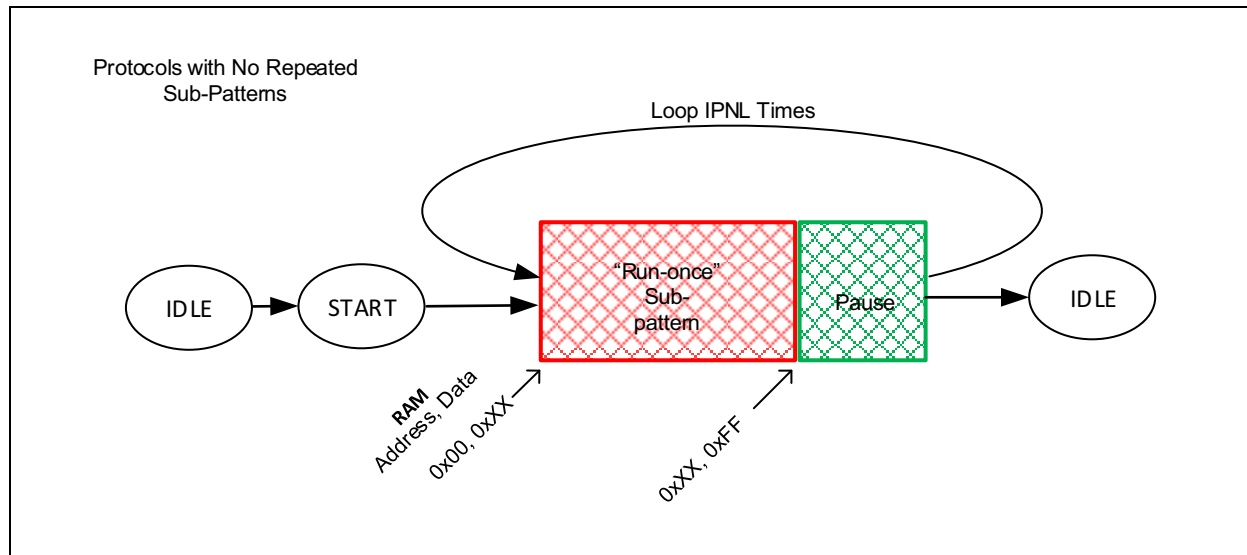 Protocols with No Repeated
Sub-Patterns
Loop IPNL Times
IDLE
START
“Run-once”
Sub-
pattern
Pause
IDLE
RAM
Address, Data
0x00, 0xXX
0xXX, 0xFF